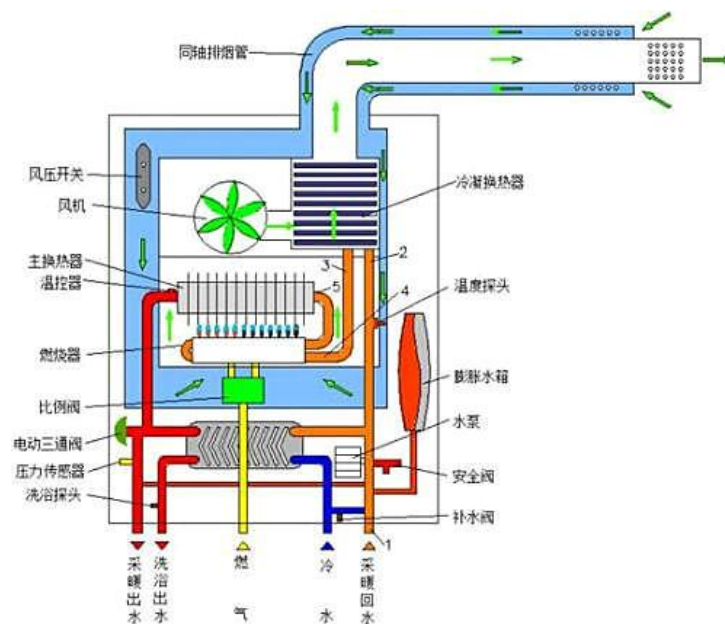 同轴排烟管
风压开关
风机
冷凝换热器
主换热器
温控器
3
2
5
4
温度探头
燃烧器
膨胀水箱
比例阀
水泵
电动三通阀
压力传感器
安全阀
洗浴探头
补水阀
1
采暖出水
洗浴出水
燃气
冷水
采暖回水